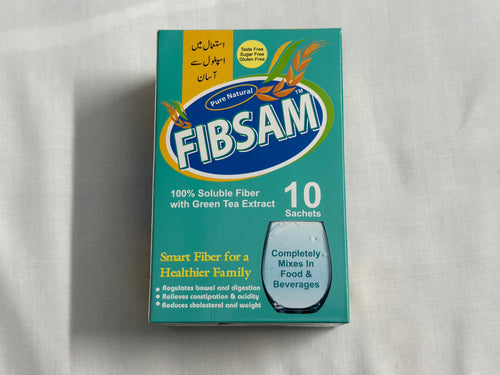 استعمال میں
اسپغول سے
آسان
Taste Free
Sugar Free
Gluten Free
Pure Natural
FIBSAM™
100% Soluble Fiber
with Green Tea Extract
10
Sachets
Smart Fiber for a
Healthier Family
• Regulates bowel and digestion
• Relieves constipation & acidity
• Reduces cholesterol and weight
Completely
Mixes In
Food &
Beverages